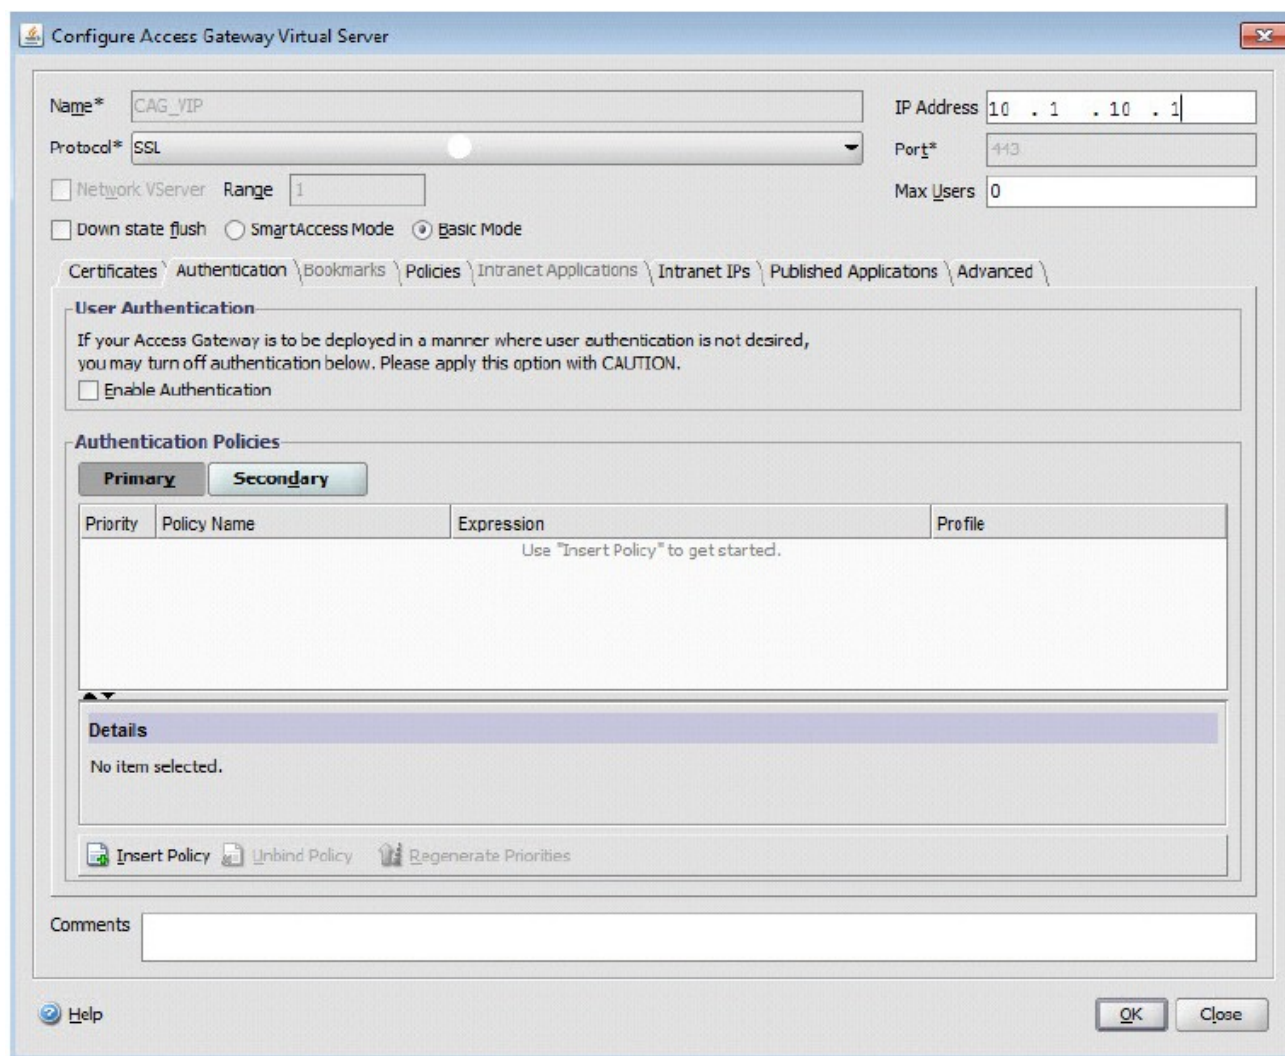 Configure Access Gateway Virtual Server
Name* CAG_VIP IP Address 10 . 1 . 10 . 1
Protocol* SSL Port* 443
Network VServer Range 1 Max Users 0
Down state flush SmartAccess Mode Basic Mode
Certificates Authentication Bookmarks Policies Intranet Applications Intranet IPs Published Applications Advanced
User Authentication
If your Access Gateway is to be deployed in a manner where user authentication is not desired,
you may turn off authentication below. Please apply this option with CAUTION.
Enable Authentication
Authentication Policies
Primary Secondary
Priority Policy Name Expression Profile
Use "Insert Policy" to get started.
Details
No item selected.
Insert Policy Unbind Policy Regenerate Priorities
Comments
Help OK Close